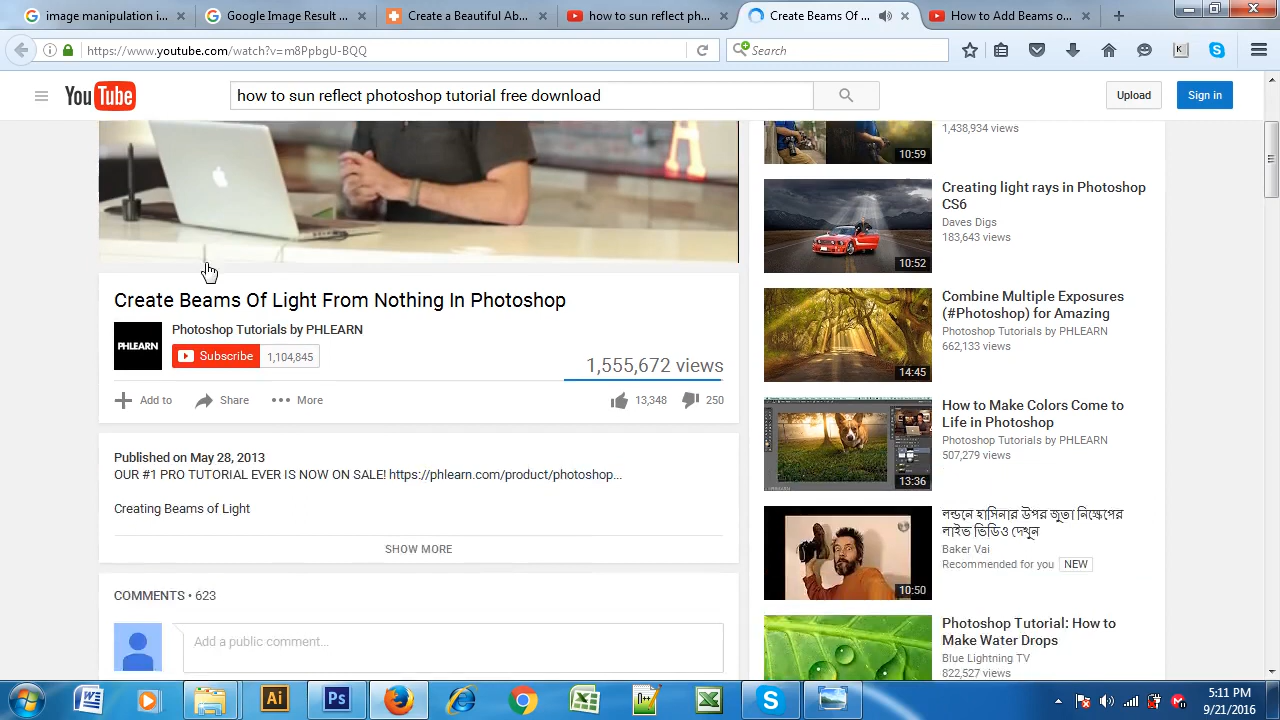 image manipulation i...
Google Image Result ...
Create a Beautiful Ab...
how to sun reflect ph...
Create Beams Of ...
How to Add Beams o...
https://www.youtube.com/watch?v=m8PpbgU-BQQ
Search
YouTube
how to sun reflect photoshop tutorial free download
Upload
Sign in
1,438,934 views
10:59
Creating light rays in Photoshop
CS6
Daves Digs
183,643 views
10:52
Create Beams Of Light From Nothing In Photoshop
PHLEARN
Photoshop Tutorials by PHLEARN
Subscribe
1,104,845
1,555,672 views
Add to
Share
More
13,348
250
Combine Multiple Exposures
(#Photoshop) for Amazing
Photoshop Tutorials by PHLEARN
662,133 views
14:45
How to Make Colors Come to
Life in Photoshop
Photoshop Tutorials by PHLEARN
507,279 views
13:36
Published on May 29, 2013
OUR #1 PRO TUTORIAL EVER IS NOW ON SALE! https://phlearn.com/product/photoshop...
Creating Beams of Light
SHOW MORE
লন্ডনে হাসিনার উপর জুতা নিক্ষেপের
লাইভ ভিডিও দেখুন
Baker Vai
Recommended for you
NEW
10:50
COMMENTS • 623
Add a public comment...
Photoshop Tutorial: How to
Make Water Drops
Blue Lightning TV
822,527 views
Ai
Ps
5:11 PM
9/21/2016